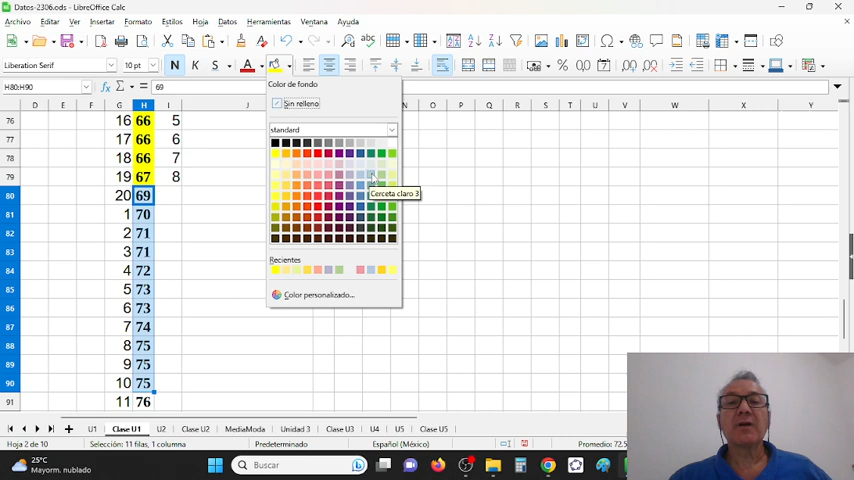 Datos-2306.ods - LibreOffice Calc
Archivo Editar Ver Insertar Formato Estilos Hoja Datos Herramientas Ventana Ayuda
Liberation Serif 10 pt N K S A
H80:H90 fx Σ = 69
Color de fondo
Sin relleno
standard
Cerceta claro 3
Recientes
Color personalizado...
D E F G H I J N O P Q R S T U V W X Y
76 16 66 5
77 17 66 6
78 18 66 7
79 19 67 8
80 20 69
81 1 70
82 2 71
83 3 71
84 4 72
85 5 73
86 6 73
87 7 74
88 8 75
89 9 75
90 10 75
91 11 76
U1 Clase U1 U2 Clase U2 MediaModa Unidad 3 Clase U3 U4 U5 Clase U5
Hoja 2 de 10 Selección: 11 filas, 1 columna Predeterminado Español (México) Promedio: 72.5
25°C
Mayorm. nublado
Buscar